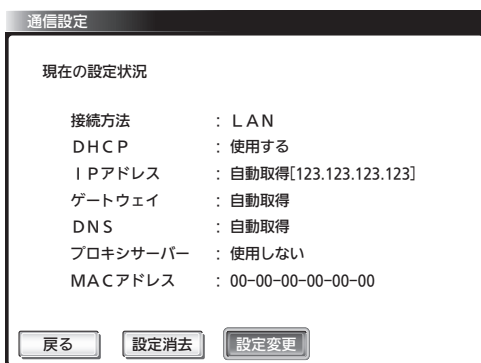 通信設定
現在の設定状況
接続方法 : ＬＡＮ
ＤＨＣＰ : 使用する
ＩＰアドレス : 自動取得[123.123.123.123]
ゲートウェイ : 自動取得
ＤＮＳ : 自動取得
プロキシサーバー : 使用しない
ＭＡＣアドレス : 00-00-00-00-00-00
戻る 設定消去 設定変更